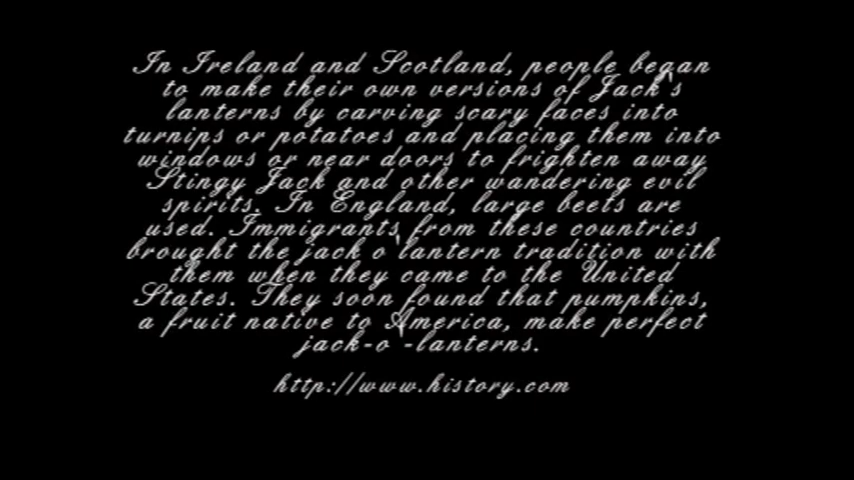 In Ireland and Scotland, people began
to make their own versions of Jack's
lanterns by carving scary faces into
turnips or potatoes and placing them into
windows or near doors to frighten away
Stingy Jack and other wandering evil
spirits. In England, large beets are
used. Immigrants from these countries
brought the jack o'lantern tradition with
them when they came to the United
States. They soon found that pumpkins,
a fruit native to America, make perfect
jack-o'-lanterns.
http://www.history.com